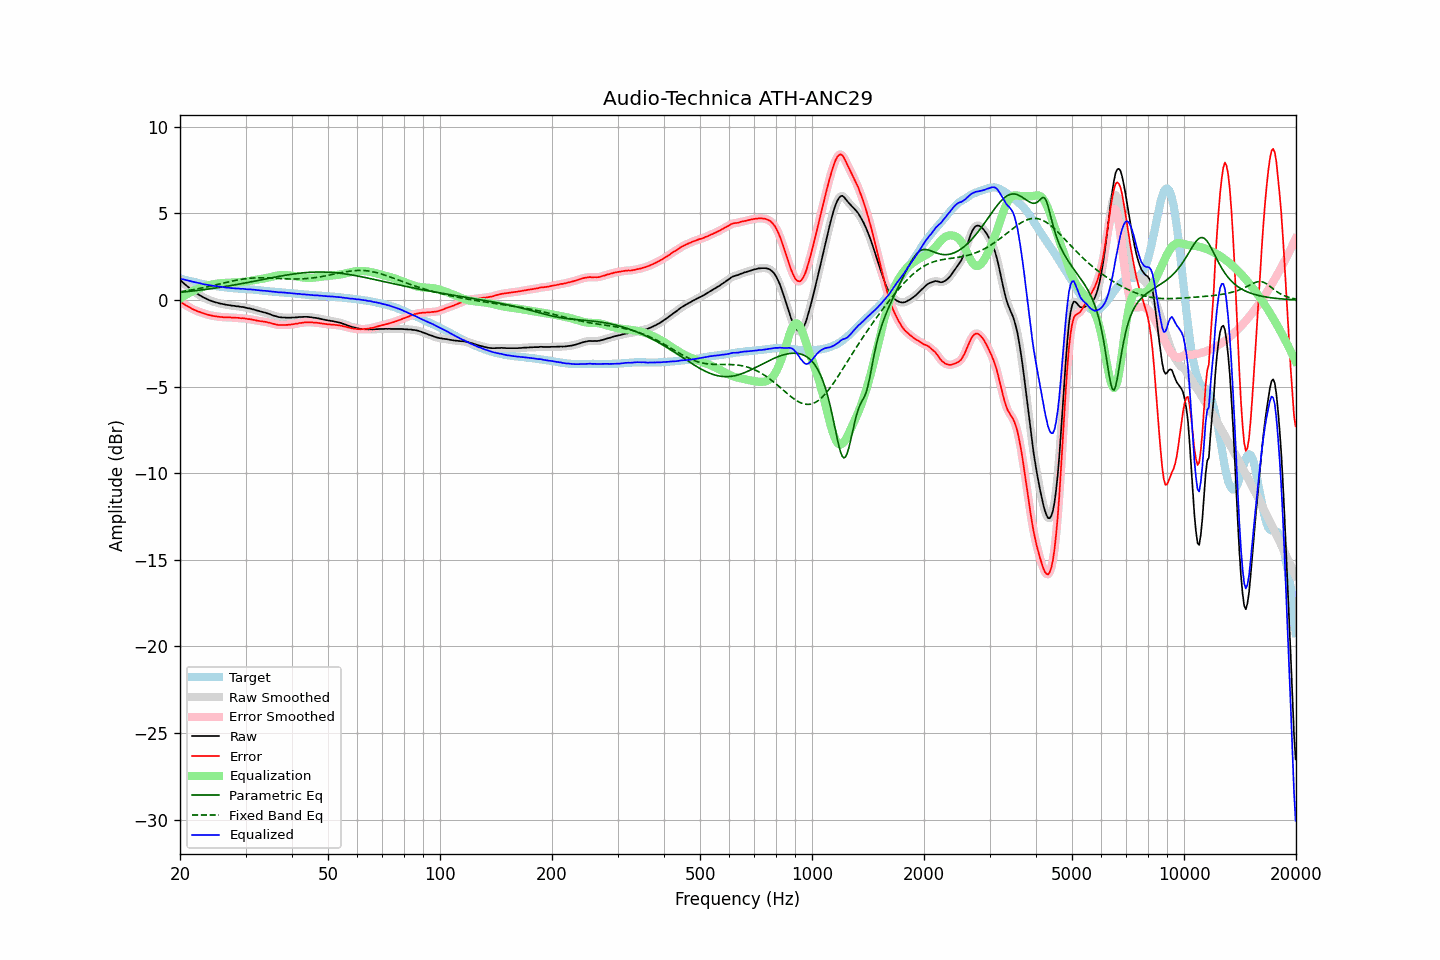 Audio-Technica ATH-ANC29
Amplitude (dBr)
10
5
0
−5
−10
−15
−20
−25
−30
Target
Raw Smoothed
Error Smoothed
Raw
Error
Equalization
Parametric Eq
Fixed Band Eq
Equalized
20 50 100 200 500 1000 2000 5000 10000 20000
Frequency (Hz)